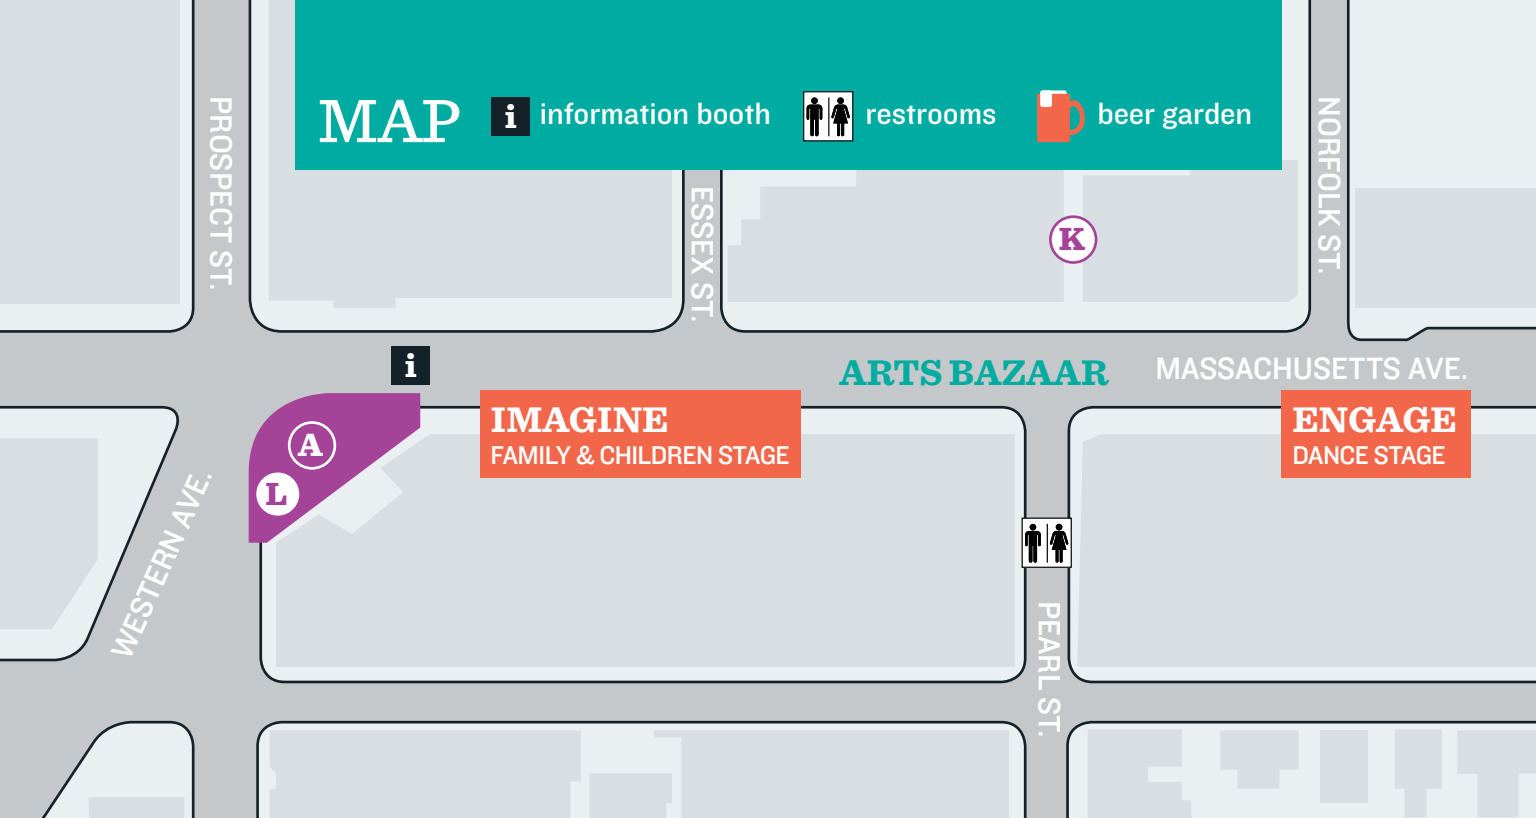 MAP
i information booth
restrooms
beer garden
PROSPECT ST.
ESSEX ST.
NORFOLK ST.
K
i
ARTS BAZAAR
MASSACHUSETTS AVE.
A
L
IMAGINE
FAMILY & CHILDREN STAGE
ENGAGE
DANCE STAGE
WESTERN AVE.
PEARL ST.